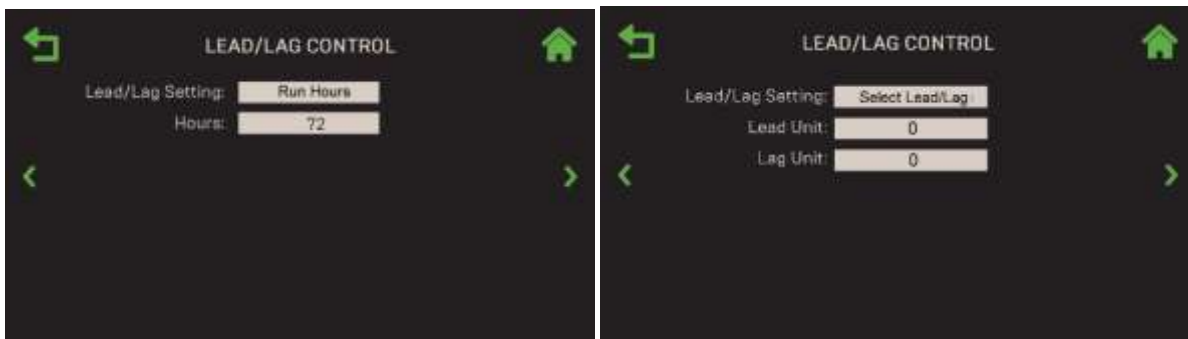 LEAD/LAG CONTROL
Lead/Lag Setting: Run Hours
Hours: 72
LEAD/LAG CONTROL
Lead/Lag Setting: Select Lead/Lag
Lead Unit: 0
Lag Unit: 0